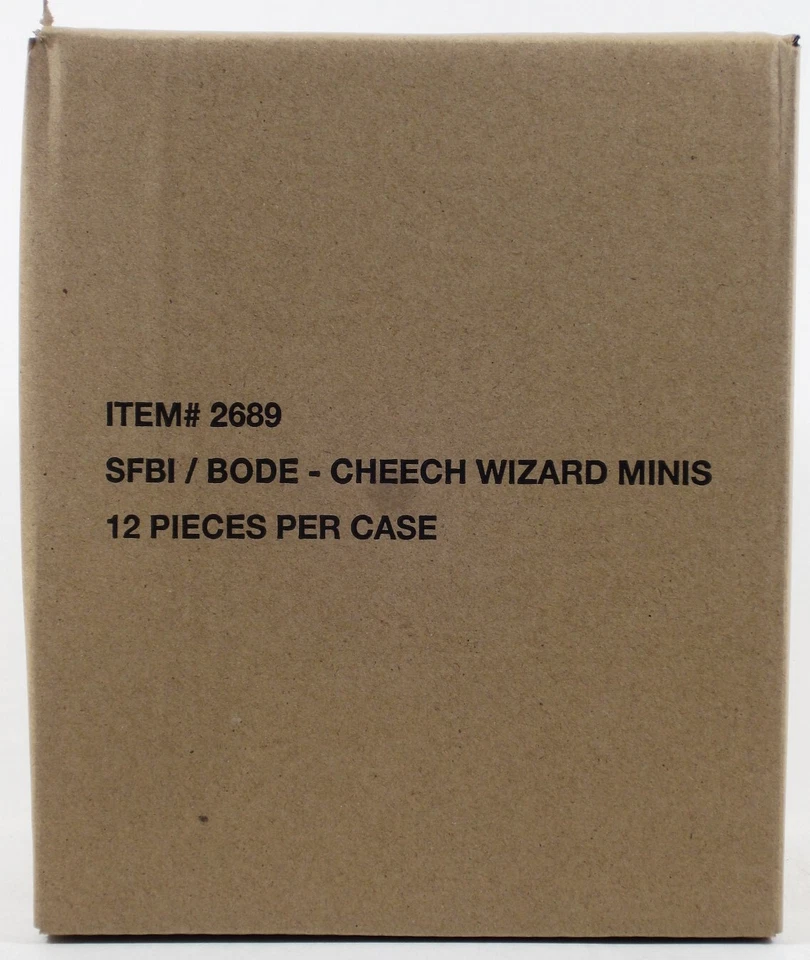 ITEM# 2689
SFBI / BODE - CHEECH WIZARD MINIS
12 PIECES PER CASE